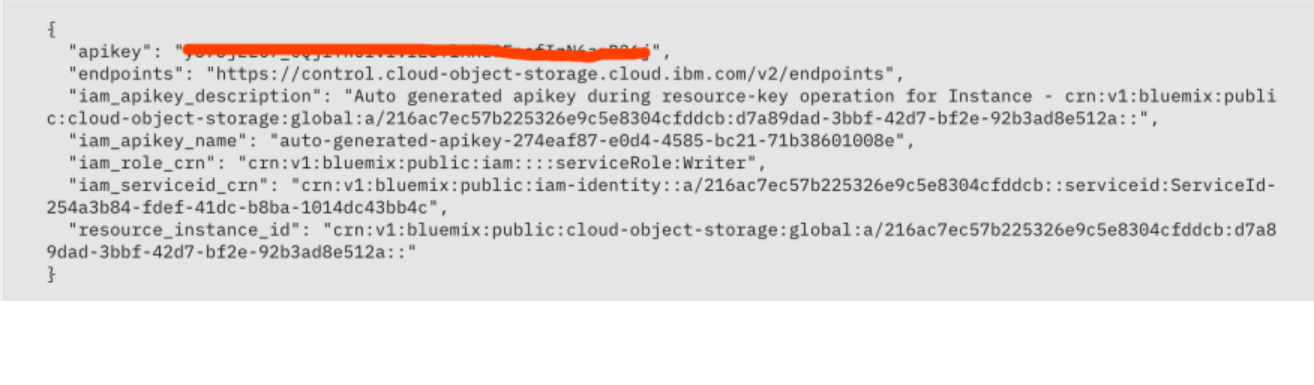 {
"apikey": "
"endpoints": "https://control.cloud-object-storage.cloud.ibm.com/v2/endpoints",
"iam_apikey_description": "Auto generated apikey during resource-key operation for Instance - crn:v1:bluemix:publi
c:cloud-object-storage:global:a/216ac7ec57b225326e9c5e8304cfddcb:d7a89dad-3bbf-42d7-bf2e-92b3ad8e512a::",
"iam_apikey_name": "auto-generated-apikey-274eaf87-e0d4-4585-bc21-71b38601008e",
"iam_role_crn": "crn:v1:bluemix:public:iam::::serviceRole:Writer",
"iam_serviceid_crn": "crn:v1:bluemix:public:iam-identity::a/216ac7ec57b225326e9c5e8304cfddcb::serviceid:ServiceId-
254a3b84-fdef-41dc-b8ba-1014dc43bb4c",
"resource_instance_id": "crn:v1:bluemix:public:cloud-object-storage:global:a/216ac7ec57b225326e9c5e8304cfddcb:d7a8
9dad-3bbf-42d7-bf2e-92b3ad8e512a::"
}